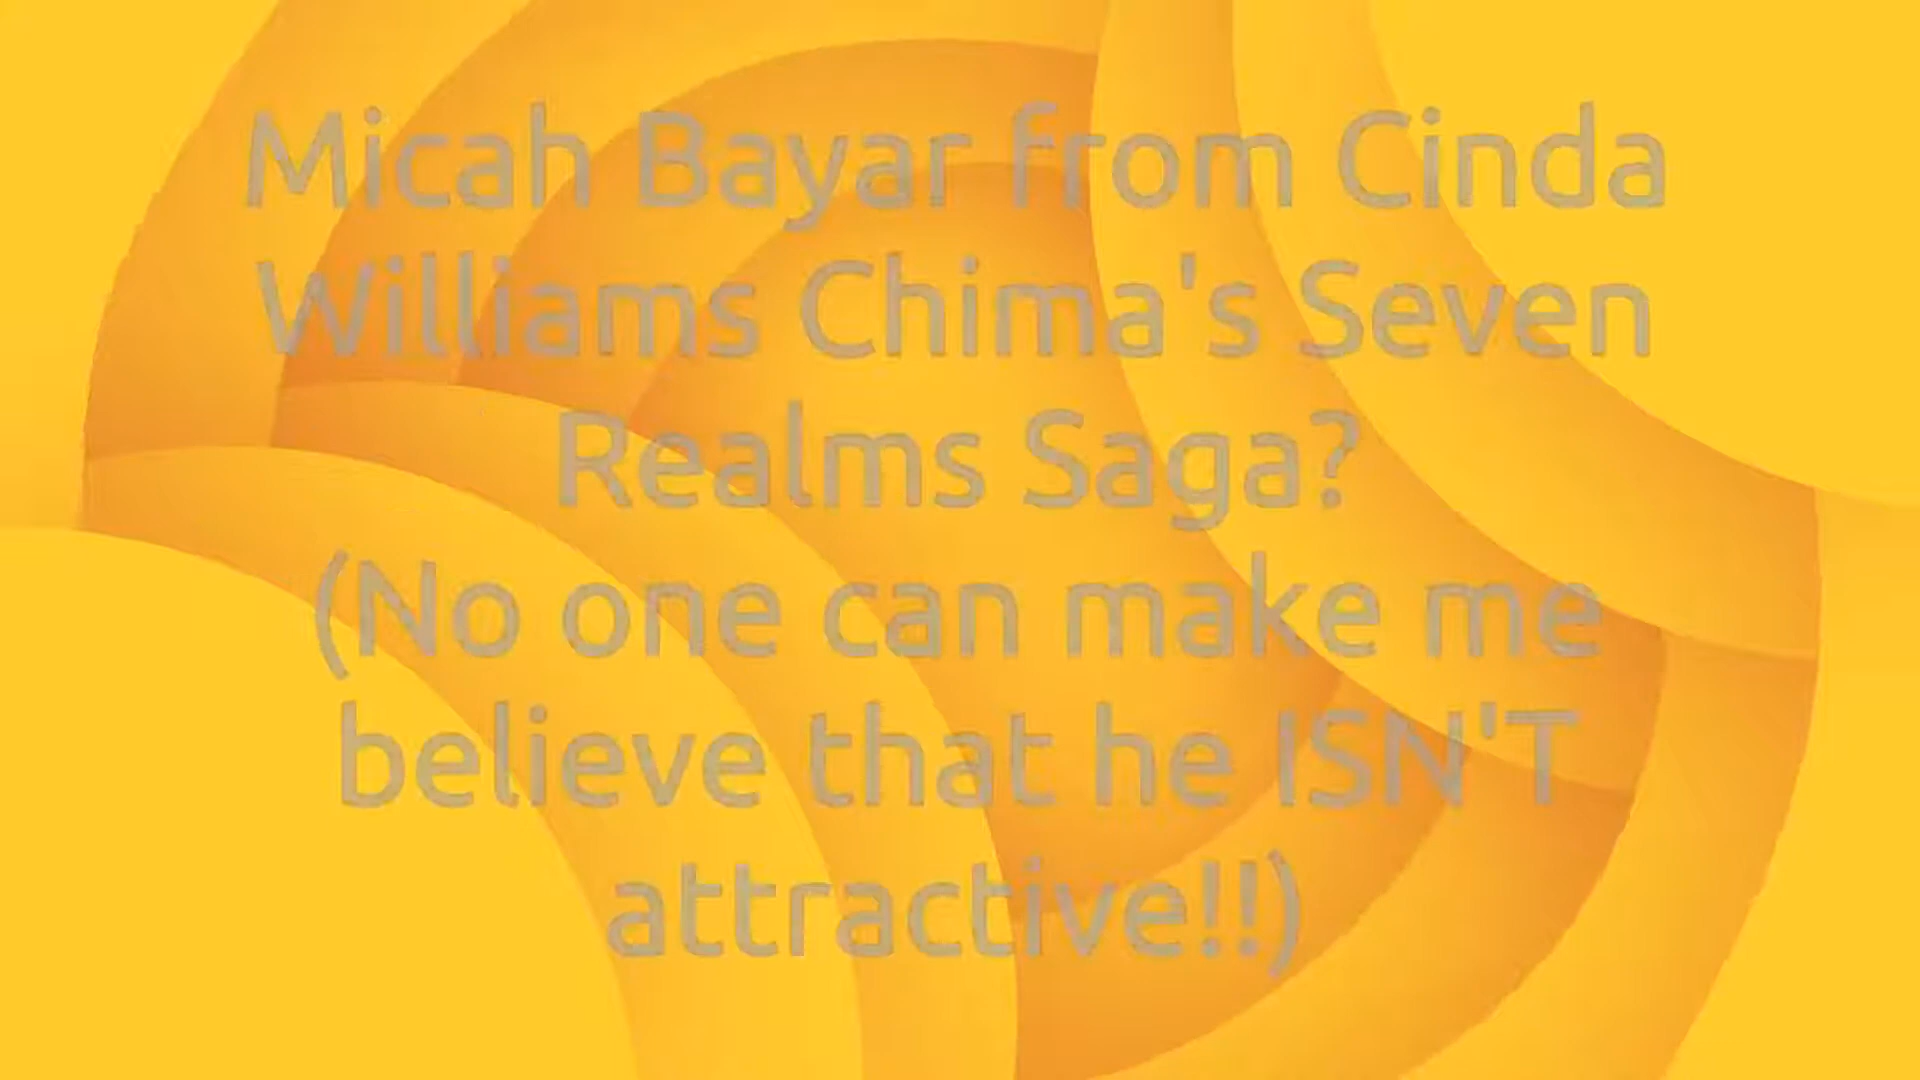 Micah Bayar from Cinda
Williams Chima's Seven
Realms Saga?
(No one can make me
believe that he ISN'T
attractive!!)